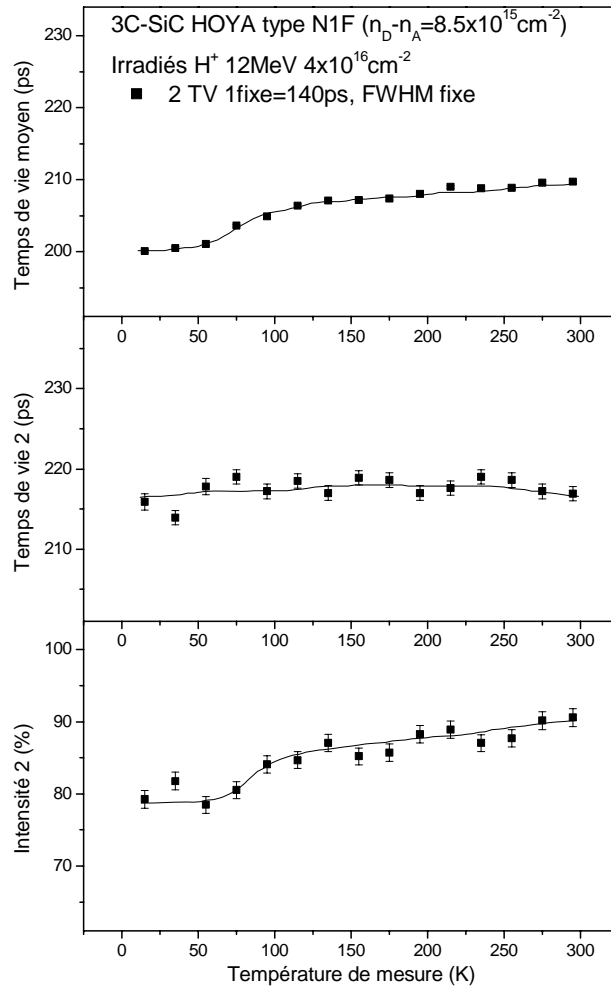 3C-SiC HOYA type N1F (n_D-n_A=8.5x10^15cm^-2)
Irradiés H^+ 12MeV 4x10^16cm^-2
■ 2 TV 1fixe=140ps, FWHM fixe
Temps de vie moyen (ps)
230
220
210
200
0 50 100 150 200 250 300
Temps de vie 2 (ps)
230
220
210
0 50 100 150 200 250 300
Intensité 2 (%)
100
90
80
70
0 50 100 150 200 250 300
Température de mesure (K)